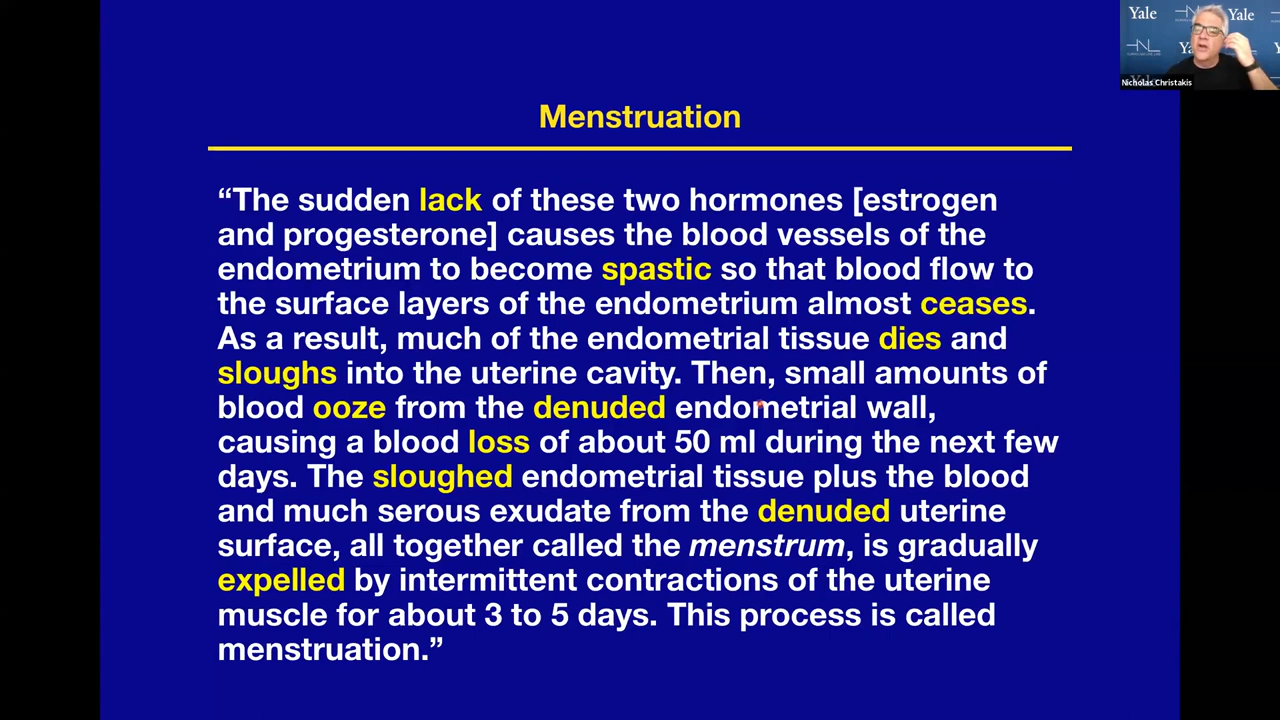 Menstruation
“The sudden lack of these two hormones [estrogen
and progesterone] causes the blood vessels of the
endometrium to become spastic so that blood flow to
the surface layers of the endometrium almost ceases.
As a result, much of the endometrial tissue dies and
sloughs into the uterine cavity. Then, small amounts of
blood ooze from the denuded endometrial wall,
causing a blood loss of about 50 ml during the next few
days. The sloughed endometrial tissue plus the blood
and much serous exudate from the denuded uterine
surface, all together called the menstrum, is gradually
expelled by intermittent contractions of the uterine
muscle for about 3 to 5 days. This process is called
menstruation.”
Yale
Yale
Nicholas Christakis